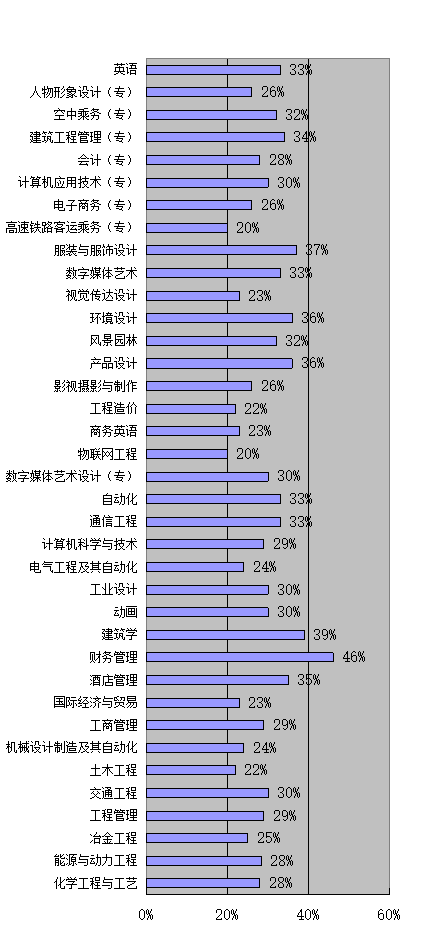 英语 33%
人物形象设计（专） 26%
空中乘务（专） 32%
建筑工程管理（专） 34%
会计（专） 28%
计算机应用技术（专） 30%
电子商务（专） 26%
高速铁路客运乘务（专） 20%
服装与服饰设计 37%
数字媒体艺术 33%
视觉传达设计 23%
环境设计 36%
风景园林 32%
产品设计 36%
影视摄影与制作 26%
工程造价 22%
商务英语 23%
物联网工程 20%
数字媒体艺术设计（专） 30%
自动化 33%
通信工程 33%
计算机科学与技术 29%
电气工程及其自动化 24%
工业设计 30%
动画 30%
建筑学 39%
财务管理 46%
酒店管理 35%
国际经济与贸易 23%
工商管理 29%
机械设计制造及其自动化 24%
土木工程 22%
交通工程 30%
工程管理 29%
冶金工程 25%
能源与动力工程 28%
化学工程与工艺 28%
0% 20% 40% 60%